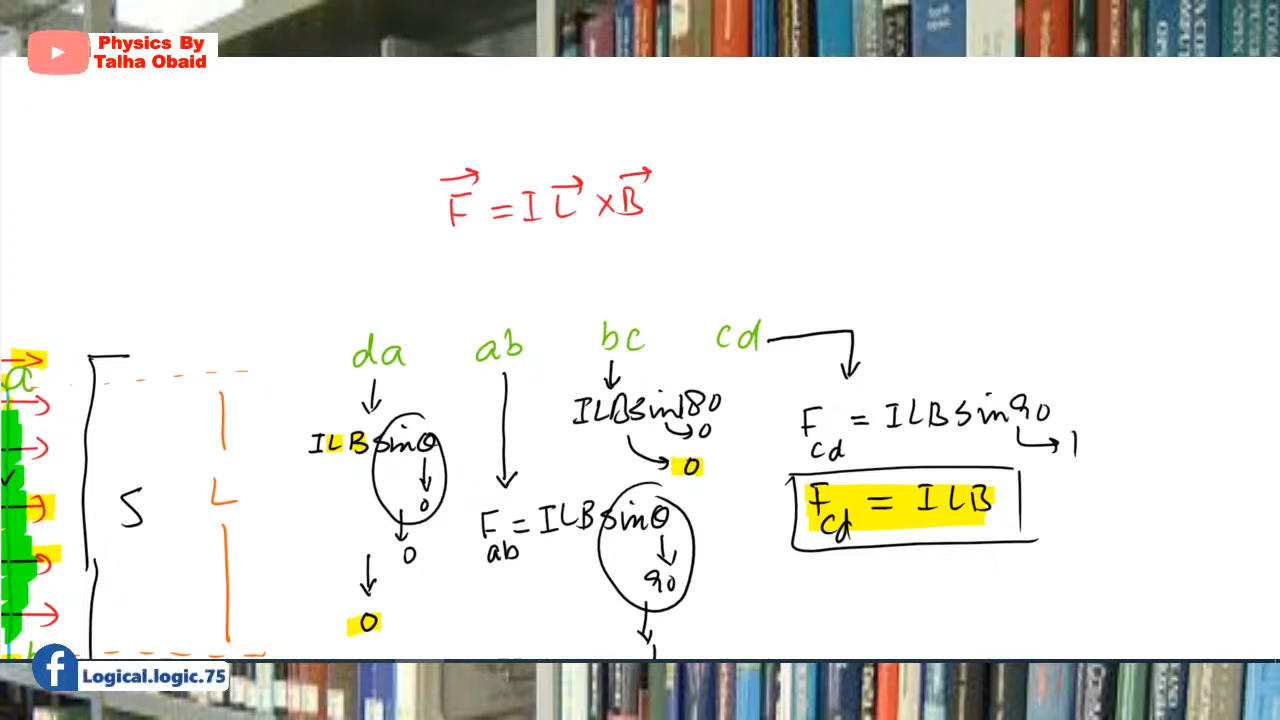 Physics By
Talha Obaid
F = I L × B
da ab bc cd
a
ILBsinθ
0
0
0
F ab = ILBsinθ
90
1
ILBsin180
0
0
F cd = ILBsin90
1
F cd = ILB
S
L
Logical.logic.75